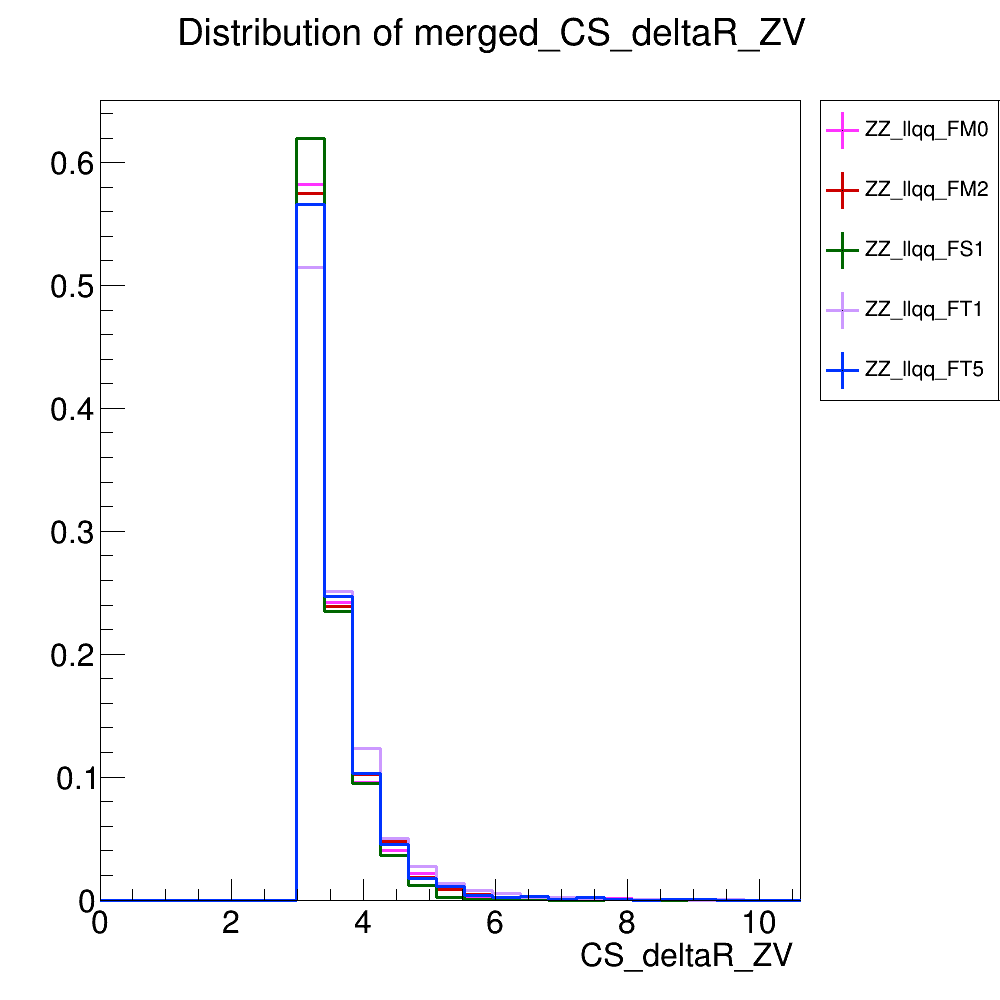 Distribution of merged_CS_deltaR_ZV
ZZ_llqq_FM0
ZZ_llqq_FM2
ZZ_llqq_FS1
ZZ_llqq_FT1
ZZ_llqq_FT5
0.6
0.5
0.4
0.3
0.2
0.1
0
0 2 4 6 8 10
CS_deltaR_ZV